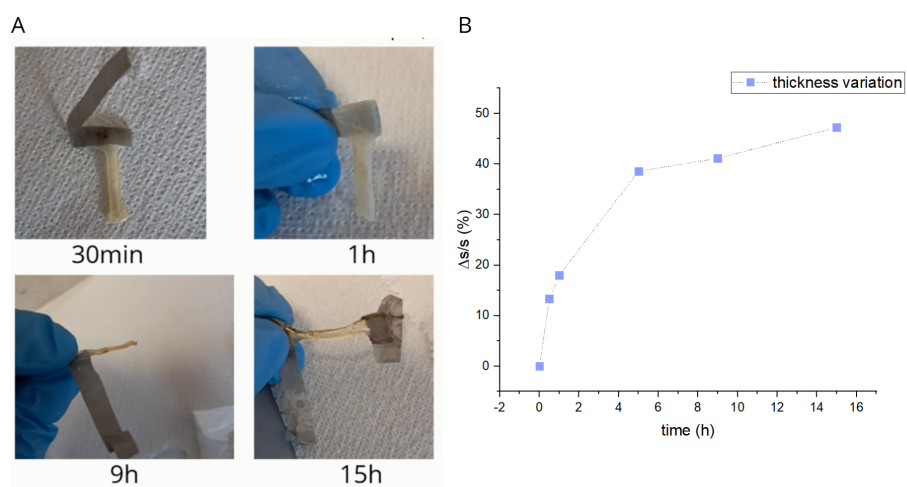 A
B
30min
1h
9h
15h
thickness variation
Δs/s (%)
50
40
30
20
10
0
-2 0 2 4 6 8 10 12 14 16
time (h)